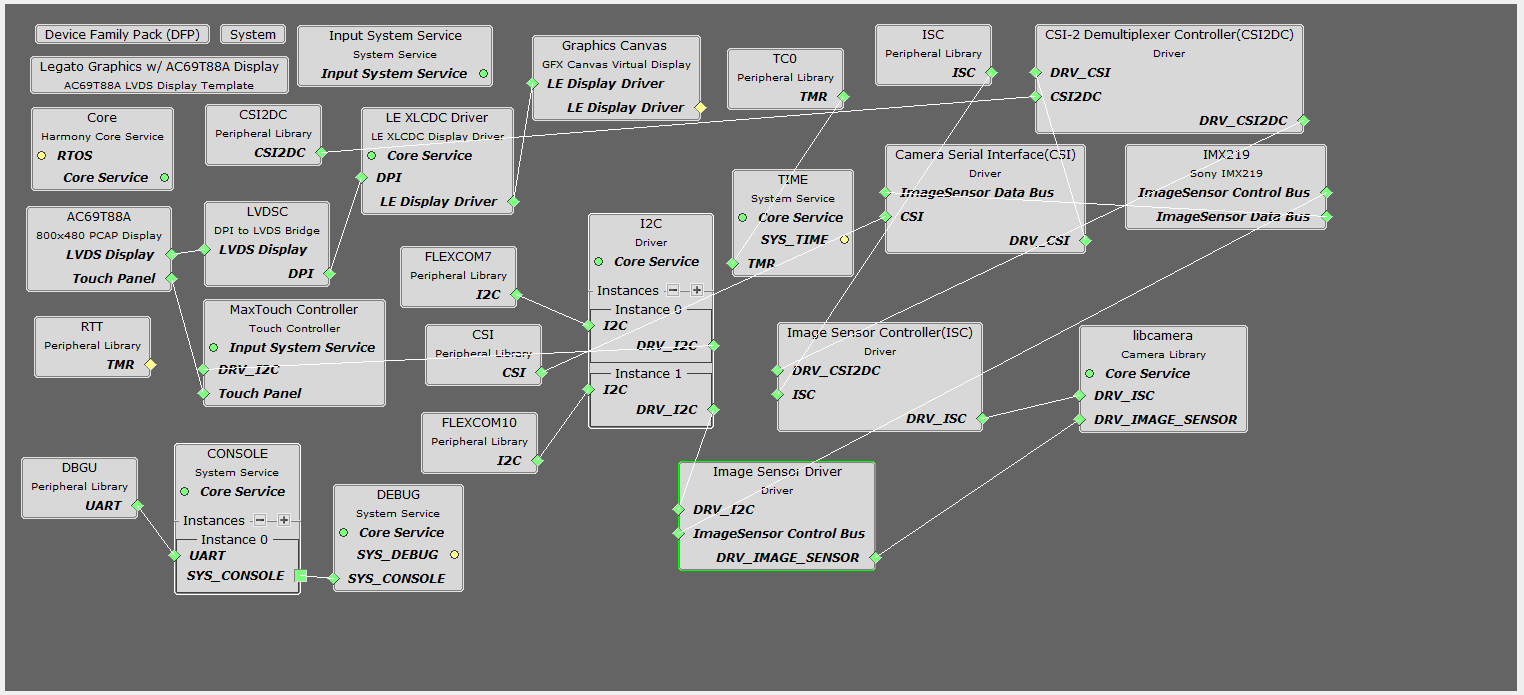 Device Family Pack (DFP)
System
Legato Graphics w/ AC69T88A Display
AC69T88A LVDS Display Template
Input System Service
System Service
Input System Service
Graphics Canvas
GFX Canvas Virtual Display
LE Display Driver
LE Display Driver
TC0
Peripheral Library
TMR
ISC
Peripheral Library
ISC
CSI-2 Demultiplexer Controller(CSI2DC)
Driver
DRV_CSI
CSI2DC
DRV_CSI2DC
Core
Harmony Core Service
RTOS
Core Service
CSI2DC
Peripheral Library
CSI2DC
LE XLCDC Driver
LE XLCDC Display Driver
Core Service
DPI
LE Display Driver
TIME
System Service
Core Service
SYS_TIME
TMR
Camera Serial Interface(CSI)
Driver
ImageSensor Data Bus
CSI
DRV_CSI
IMX219
Sony IMX219
ImageSensor Control Bus
ImageSensor Data Bus
AC69T88A
800x480 PCAP Display
LVDS Display
Touch Panel
LVDSC
DPI to LVDS Bridge
LVDS Display
DPI
FLEXCOM7
Peripheral Library
I2C
I2C
Driver
Core Service
Instances
Instance 0
I2C
DRV_I2C
Instance 1
I2C
DRV_I2C
RTT
Peripheral Library
TMR
MaxTouch Controller
Touch Controller
Input System Service
DRV_I2C
Touch Panel
CSI
Peripheral Library
CSI
Image Sensor Controller(ISC)
Driver
DRV_CSI2DC
ISC
DRV_ISC
libcamera
Camera Library
Core Service
DRV_ISC
DRV_IMAGE_SENSOR
FLEXCOM10
Peripheral Library
I2C
DBGU
Peripheral Library
UART
CONSOLE
System Service
Core Service
Instances
Instance 0
UART
SYS_CONSOLE
DEBUG
System Service
Core Service
SYS_DEBUG
SYS_CONSOLE
Image Sensor Driver
Driver
DRV_I2C
ImageSensor Control Bus
DRV_IMAGE_SENSOR